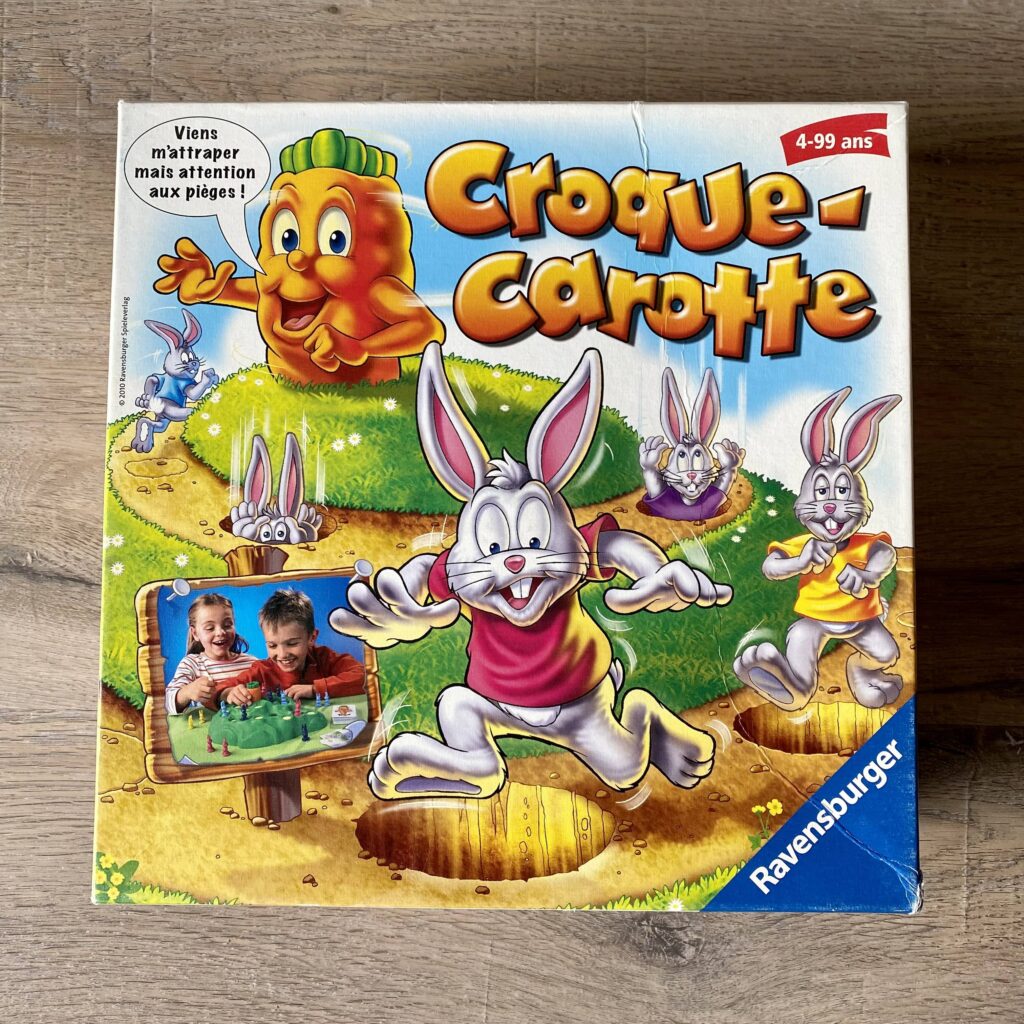 Viens
m'attraper
mais attention
aux pièges !
4-99 ans
Croque-
carotte
© 2010 Ravensburger Spieleverlag
Ravensburger